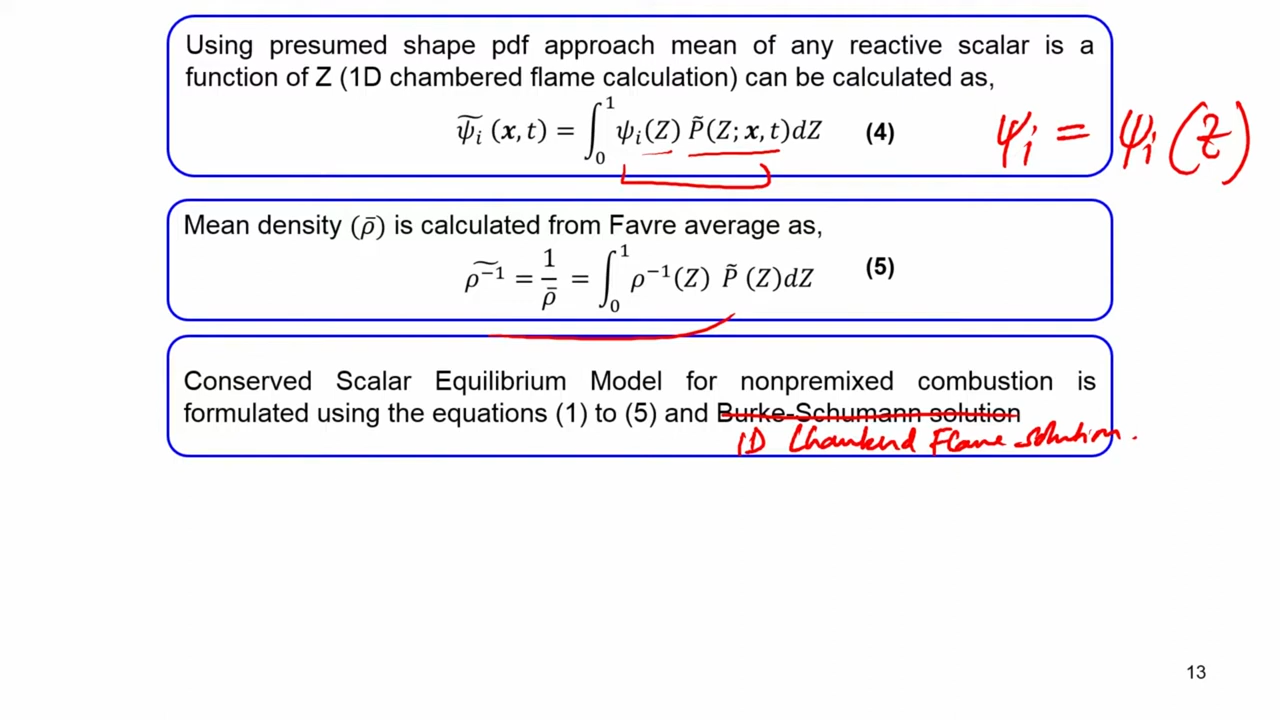 Using presumed shape pdf approach mean of any reactive scalar is a
function of Z (1D chambered flame calculation) can be calculated as,
ψ̃ᵢ (x, t) = ∫₀¹ ψᵢ(Z) P̃(Z; x, t)dZ (4)
ψᵢ = ψᵢ(Z)
Mean density (ρ̄) is calculated from Favre average as,
ρ⁻¹~ = 1/ρ̄ = ∫₀¹ ρ⁻¹(Z) P̃ (Z)dZ (5)
Conserved Scalar Equilibrium Model for nonpremixed combustion is
formulated using the equations (1) to (5) and Burke-Schumann solution
1D Flame solution.
13